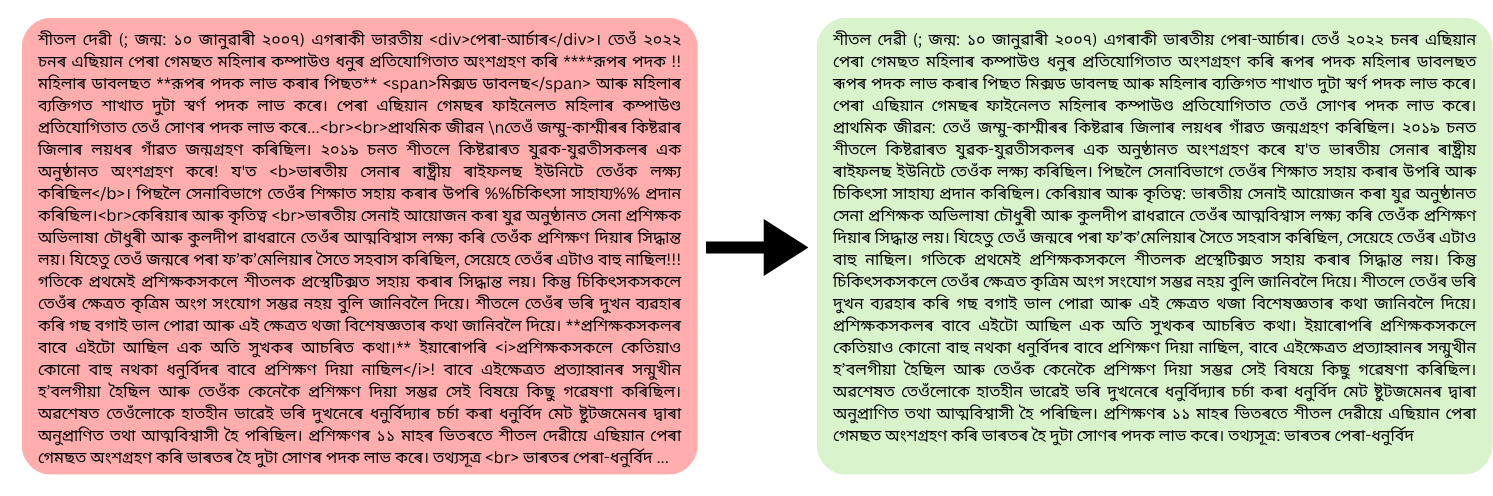 শীতল দেৱী (; জন্ম: ১০ জানুৱাৰী ২০০৭) এগৰাকী ভাৰতীয় <div>পেৰা-আৰ্চাৰ</div>। তেওঁ ২০২২
চনৰ এছিয়ান পেৰা গেমছত মহিলাৰ কম্পাউণ্ড ধনুৰ প্ৰতিযোগিতাত অংশগ্ৰহণ কৰি ****ৰূপৰ পদক !!
মহিলাৰ ডাবলছত **ৰূপৰ পদক লাভ কৰাৰ পিছত** <span>মিক্সড ডাবলছ</span> আৰু মহিলাৰ
ব্যক্তিগত শাখাত দুটা স্বৰ্ণ পদক লাভ কৰে। পেৰা এছিয়ান গেমছৰ ফাইনেলত মহিলাৰ কম্পাউণ্ড
প্ৰতিযোগিতাত তেওঁ সোণৰ পদক লাভ কৰে...<br><br>প্ৰাথমিক জীৱন \nতেওঁ জম্মু-কাশ্মীৰৰ কিষ্টৱাৰ
জিলাৰ লয়ধৰ গাঁৱত জন্মগ্ৰহণ কৰিছিল। ২০১৯ চনত শীতলে কিষ্টৱাৰত যুৱক-যুৱতীসকলৰ এক
অনুষ্ঠানত অংশগ্ৰহণ কৰে! য'ত <b>ভাৰতীয় সেনাৰ ৰাষ্ট্ৰীয় ৰাইফলছ ইউনিটে তেওঁক লক্ষ্য
কৰিছিল</b>। পিছলৈ সেনাবিভাগে তেওঁৰ শিক্ষাত সহায় কৰাৰ উপৰি %%চিকিৎসা সাহায্য%% প্ৰদান
কৰিছিল।<br>কেৰিয়াৰ আৰু কৃতিত্ব <br>ভাৰতীয় সেনাই আয়োজন কৰা যুৱ অনুষ্ঠানত সেনা প্ৰশিক্ষক
অভিলাষা চৌধুৰী আৰু কুলদীপ ৱাধৱানে তেওঁৰ আত্মবিশ্বাস লক্ষ্য কৰি তেওঁক প্ৰশিক্ষণ দিয়াৰ সিদ্ধান্ত
লয়। যিহেতু তেওঁ জন্মৰে পৰা ফ'ক'মেলিয়াৰ সৈতে সহবাস কৰিছিল, সেয়েহে তেওঁৰ এটাও বাহু নাছিল!!!
গতিকে প্ৰথমেই প্ৰশিক্ষকসকলে শীতলক প্ৰস্থেটিক্সত সহায় কৰাৰ সিদ্ধান্ত লয়। কিন্তু চিকিৎসকসকলে
তেওঁৰ ক্ষেত্ৰত কৃত্ৰিম অংগ সংযোগ সম্ভৱ নহয় বুলি জানিবলৈ দিয়ে। শীতলে তেওঁৰ ভৰি দুখন ব্যৱহাৰ
কৰি গছ বগাই ভাল পোৱা আৰু এই ক্ষেত্ৰত থজা বিশেষজ্ঞতাৰ কথা জানিবলৈ দিয়ে। **প্ৰশিক্ষকসকলৰ
বাবে এইটো আছিল এক অতি সুখকৰ আচৰিত কথা।** ইয়াৰোপৰি <i>প্ৰশিক্ষকসকলে কেতিয়াও
কোনো বাহু নথকা ধনুৰ্বিদৰ বাবে প্ৰশিক্ষণ দিয়া নাছিল</i>! বাবে এইক্ষেত্ৰত প্ৰত্যাহ্বানৰ সন্মুখীন
হ'বলগীয়া হৈছিল আৰু তেওঁক কেনেকৈ প্ৰশিক্ষণ দিয়া সম্ভৱ সেই বিষয়ে কিছু গৱেষণা কৰিছিল।
অৱশেষত তেওঁলোকে হাতহীন ভাৱেই ভৰি দুখনেৰে ধনুৰ্বিদ্যাৰ চৰ্চা কৰা ধনুৰ্বিদ মেট ষ্টুটজমেনৰ দ্বাৰা
অনুপ্ৰাণিত তথা আত্মবিশ্বাসী হৈ পৰিছিল। প্ৰশিক্ষণৰ ১১ মাহৰ ভিতৰতে শীতল দেৱীয়ে এছিয়ান পেৰা
গেমছত অংশগ্ৰহণ কৰি ভাৰতৰ হৈ দুটা সোণৰ পদক লাভ কৰে। তথ্যসূত্ৰ <br> ভাৰতৰ পেৰা-ধনুৰ্বিদ ...
শীতল দেৱী (; জন্ম: ১০ জানুৱাৰী ২০০৭) এগৰাকী ভাৰতীয় পেৰা-আৰ্চাৰ। তেওঁ ২০২২ চনৰ এছিয়ান
পেৰা গেমছত মহিলাৰ কম্পাউণ্ড ধনুৰ প্ৰতিযোগিতাত অংশগ্ৰহণ কৰি ৰূপৰ পদক মহিলাৰ ডাবলছত
ৰূপৰ পদক লাভ কৰাৰ পিছত মিক্সড ডাবলছ আৰু মহিলাৰ ব্যক্তিগত শাখাত দুটা স্বৰ্ণ পদক লাভ কৰে।
পেৰা এছিয়ান গেমছৰ ফাইনেলত মহিলাৰ কম্পাউণ্ড প্ৰতিযোগিতাত তেওঁ সোণৰ পদক লাভ কৰে।
প্ৰাথমিক জীৱন: তেওঁ জম্মু-কাশ্মীৰৰ কিষ্টৱাৰ জিলাৰ লয়ধৰ গাঁৱত জন্মগ্ৰহণ কৰিছিল। ২০১৯ চনত
শীতলে কিষ্টৱাৰত যুৱক-যুৱতীসকলৰ এক অনুষ্ঠানত অংশগ্ৰহণ কৰে য'ত ভাৰতীয় সেনাৰ ৰাষ্ট্ৰীয়
ৰাইফলছ ইউনিটে তেওঁক লক্ষ্য কৰিছিল। পিছলৈ সেনাবিভাগে তেওঁৰ শিক্ষাত সহায় কৰাৰ উপৰি আৰু
চিকিৎসা সাহায্য প্ৰদান কৰিছিল। কেৰিয়াৰ আৰু কৃতিত্ব: ভাৰতীয় সেনাই আয়োজন কৰা যুৱ অনুষ্ঠানত
সেনা প্ৰশিক্ষক অভিলাষা চৌধুৰী আৰু কুলদীপ ৱাধৱানে তেওঁৰ আত্মবিশ্বাস লক্ষ্য কৰি তেওঁক প্ৰশিক্ষণ
দিয়াৰ সিদ্ধান্ত লয়। যিহেতু তেওঁ জন্মৰে পৰা ফ'ক'মেলিয়াৰ সৈতে সহবাস কৰিছিল, সেয়েহে তেওঁৰ এটাও
বাহু নাছিল। গতিকে প্ৰথমেই প্ৰশিক্ষকসকলে শীতলক প্ৰস্থেটিক্সত সহায় কৰাৰ সিদ্ধান্ত লয়। কিন্তু
চিকিৎসকসকলে তেওঁৰ ক্ষেত্ৰত কৃত্ৰিম অংগ সংযোগ সম্ভৱ নহয় বুলি জানিবলৈ দিয়ে। শীতলে তেওঁৰ ভৰি
দুখন ব্যৱহাৰ কৰি গছ বগাই ভাল পোৱা আৰু এই ক্ষেত্ৰত থজা বিশেষজ্ঞতাৰ কথা জানিবলৈ দিয়ে।
প্ৰশিক্ষকসকলৰ বাবে এইটো আছিল এক অতি সুখকৰ আচৰিত কথা। ইয়াৰোপৰি প্ৰশিক্ষকসকলে
কেতিয়াও কোনো বাহু নথকা ধনুৰ্বিদৰ বাবে প্ৰশিক্ষণ দিয়া নাছিল, বাবে এইক্ষেত্ৰত প্ৰত্যাহ্বানৰ সন্মুখীন
হ'বলগীয়া হৈছিল আৰু তেওঁক কেনেকৈ প্ৰশিক্ষণ দিয়া সম্ভৱ সেই বিষয়ে কিছু গৱেষণা কৰিছিল।
অৱশেষত তেওঁলোকে হাতহীন ভাৱেই ভৰি দুখনেৰে ধনুৰ্বিদ্যাৰ চৰ্চা কৰা ধনুৰ্বিদ মেট ষ্টুটজমেনৰ দ্বাৰা
অনুপ্ৰাণিত তথা আত্মবিশ্বাসী হৈ পৰিছিল। প্ৰশিক্ষণৰ ১১ মাহৰ ভিতৰতে শীতল দেৱীয়ে এছিয়ান পেৰা
গেমছত অংশগ্ৰহণ কৰি ভাৰতৰ হৈ দুটা সোণৰ পদক লাভ কৰে। তথ্যসূত্ৰ: ভাৰতৰ পেৰা-ধনুৰ্বিদ